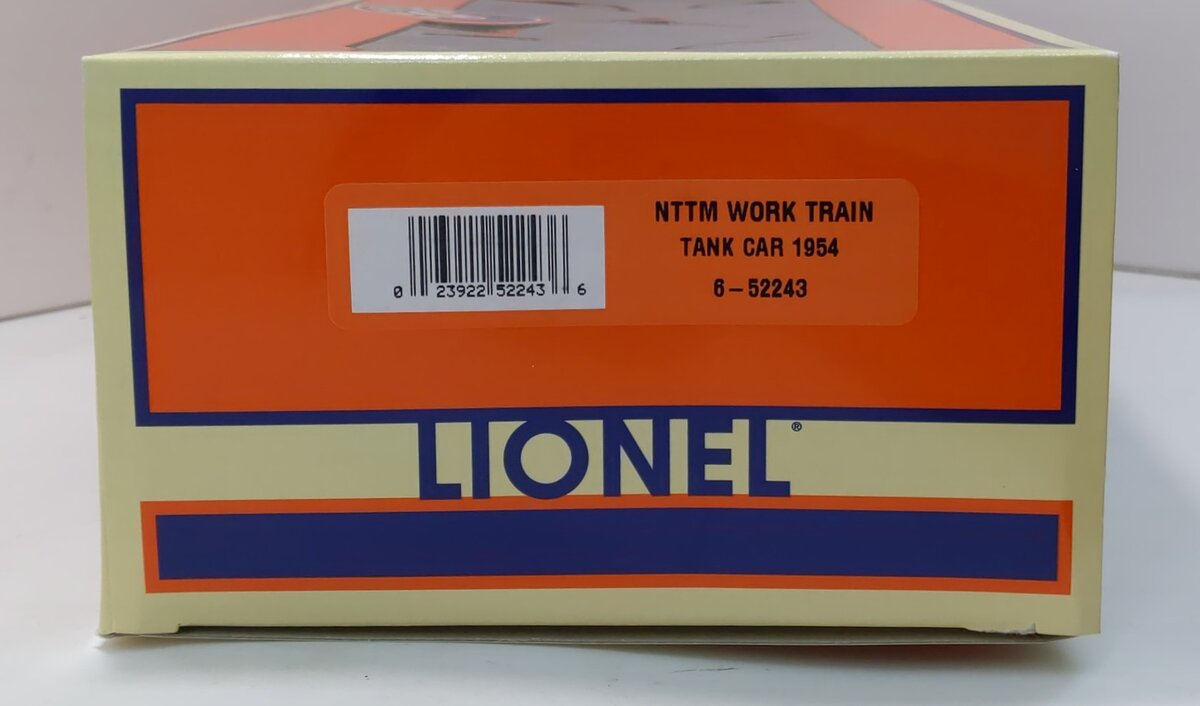 NTTM WORK TRAIN
TANK CAR 1954
6-52243
0 23922 52243 6
LIONEL®